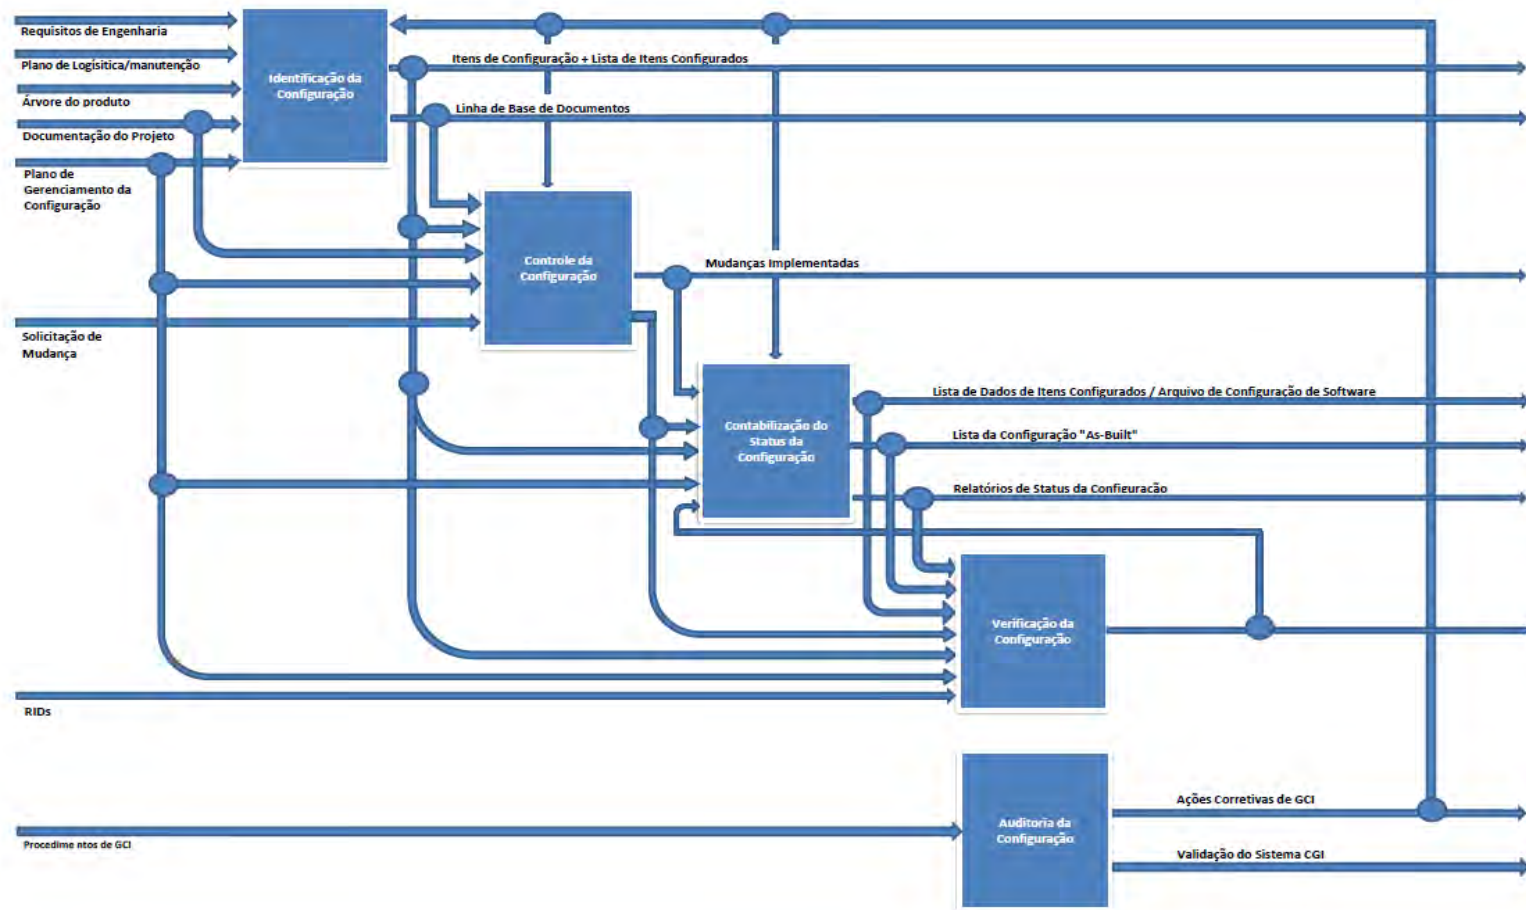 Requisitos de Engenharia
Plano de Logísitica/manutenção
Árvore do produto
Documentação do Projeto
Plano de
Gerenciamento da
Configuração
Identificação da
Configuração
Itens de Configuração + Lista de Itens Configurados
Linha de Base de Documentos
Controle da
Configuração
Mudanças Implementadas
Solicitação de
Mudança
Contabilização do
Status da
Configuração
Lista de Dados de Itens Configurados / Arquivo de Configuração de Software
Lista da Configuração "As-Built"
Relatórios de Status da Configuracão
Verificação da
Configuração
RIDs
Auditoria da
Configuração
Ações Corretivas de GCI
Validação do Sistema CGI
Procedime ntos de GCI